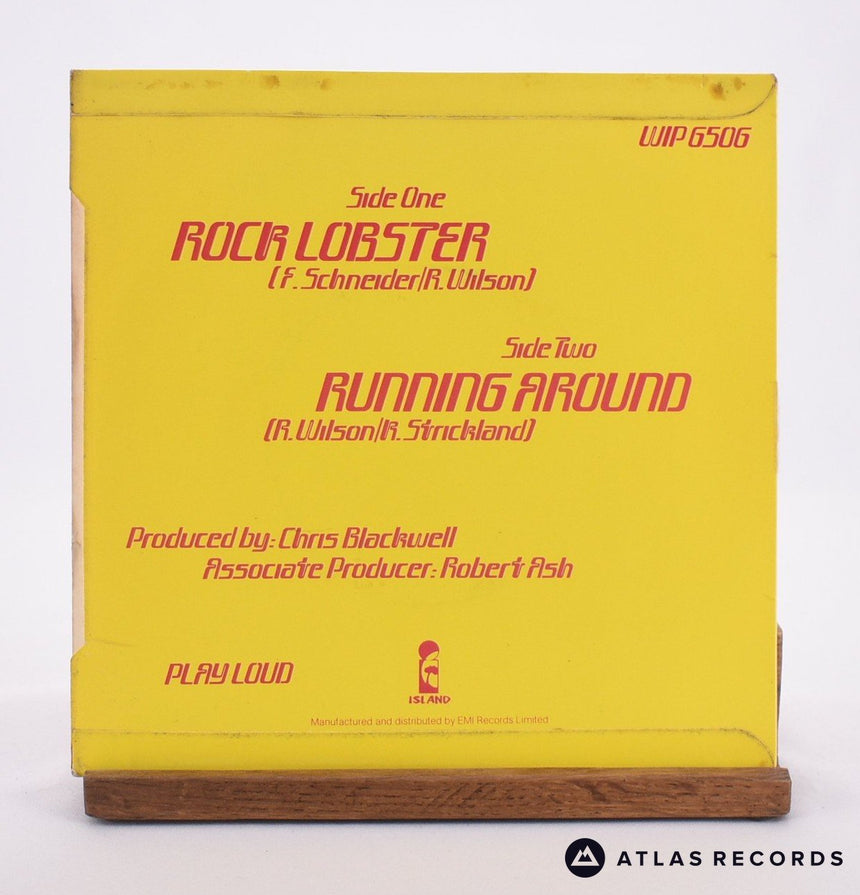 WIP 6506
Side One
ROCK LOBSTER
(F. Schneider/R. Wilson)
Side Two
RUNNING AROUND
(R. Wilson/K. Strickland)
Produced by: Chris Blackwell
Associate Producer: Robert Ash
PLAY LOUD
ISLAND
Manufactured and distributed by EMI Records Limited
ATLAS RECORDS